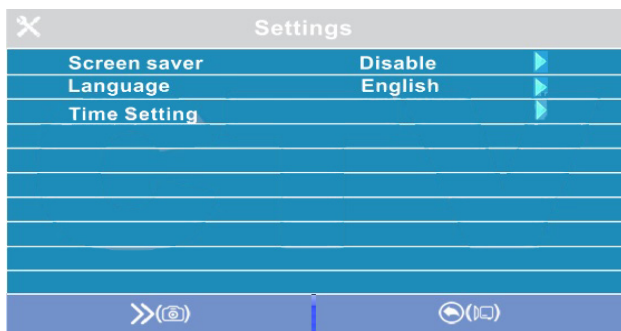 Settings
Screen saver Disable
Language English
Time Setting